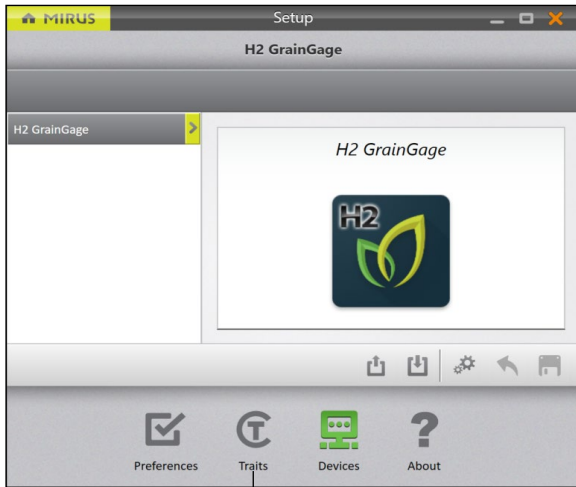 MIRUS
Setup
H2 GrainGage
H2 GrainGage
H2 GrainGage
H2
Preferences
Traits
Devices
About